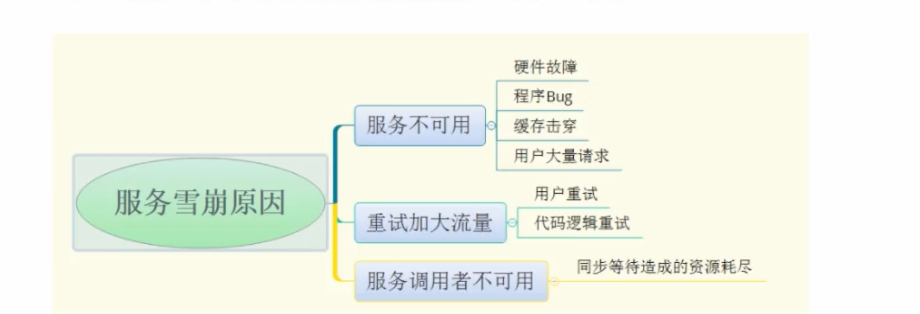 服务雪崩原因
服务不可用
硬件故障
程序Bug
缓存击穿
用户大量请求
重试加大流量
用户重试
代码逻辑重试
服务调用者不可用
同步等待造成的资源耗尽